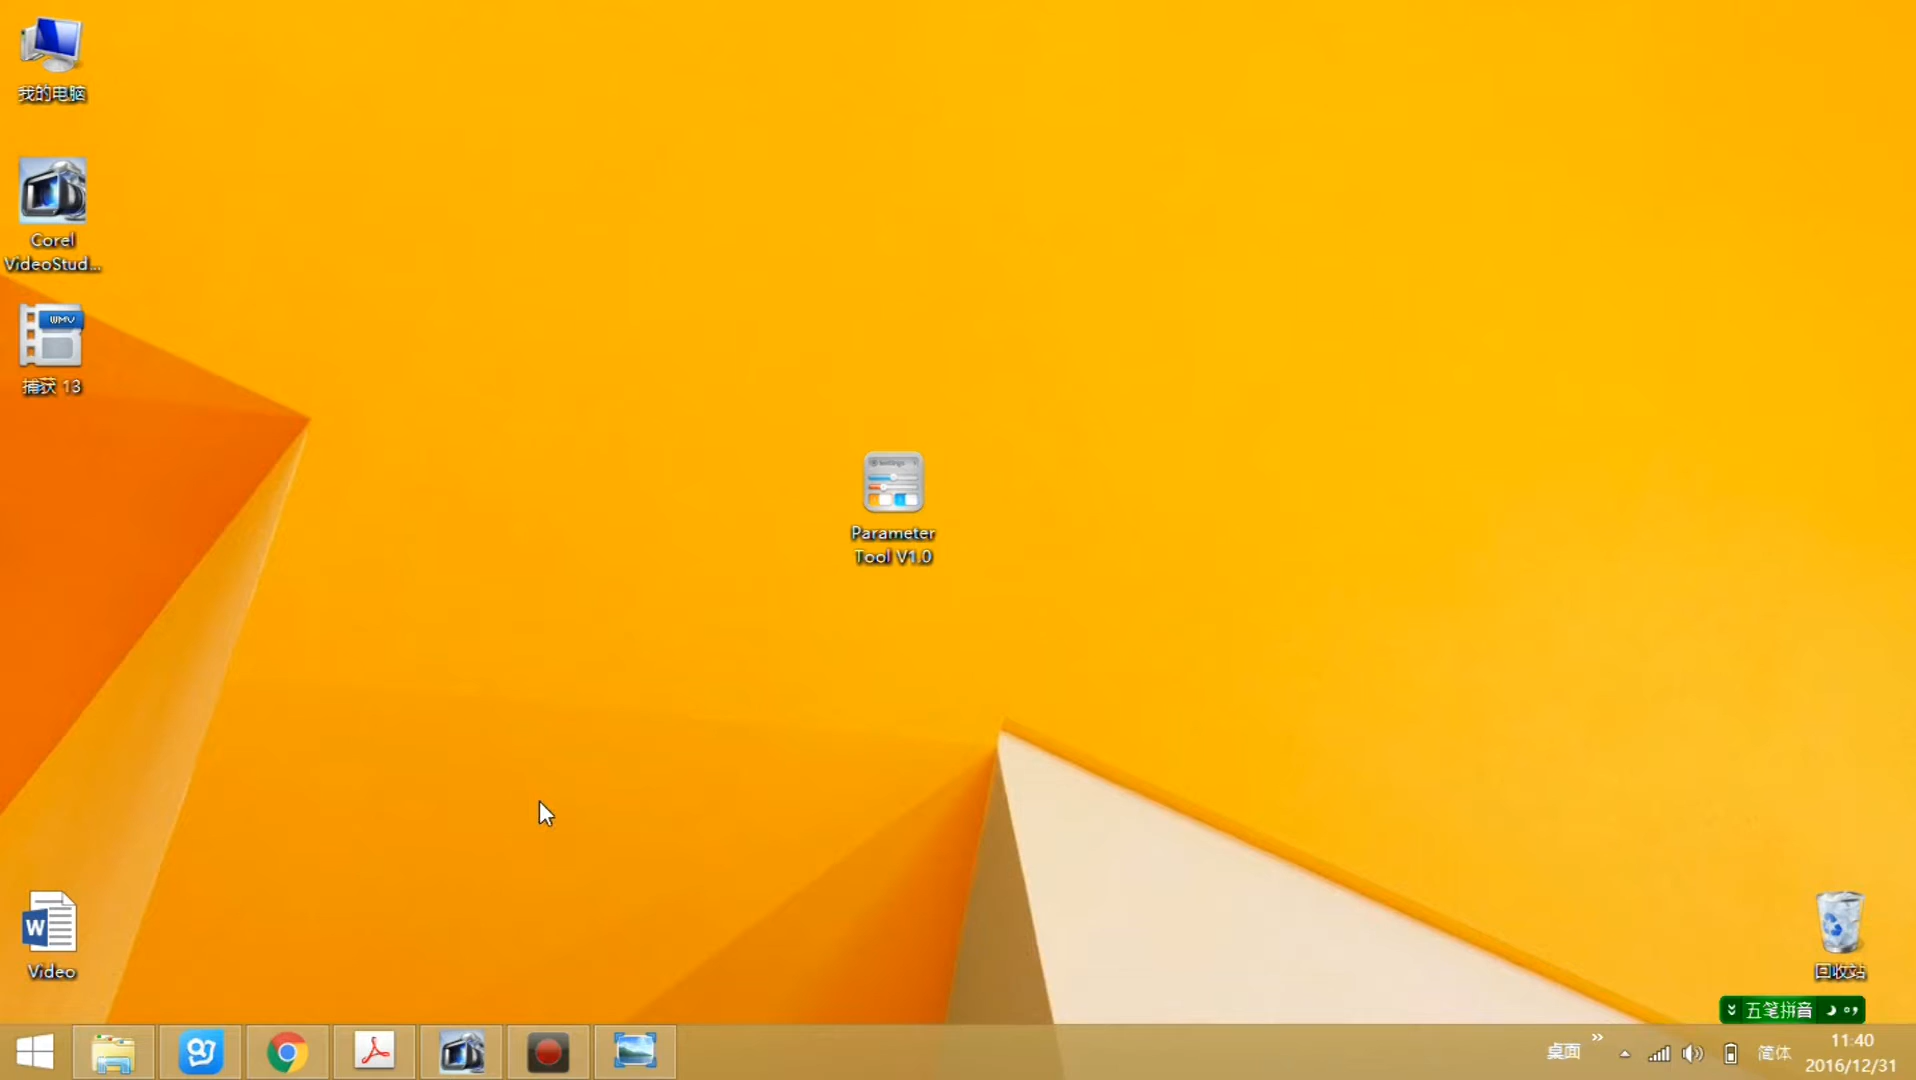 我的电脑
Corel
VideoStud...
WMV
捕获 13
Settings
Parameter
Tool V1.0
W
Video
回收站
五笔拼音
桌面
简体
11:40
2016/12/31